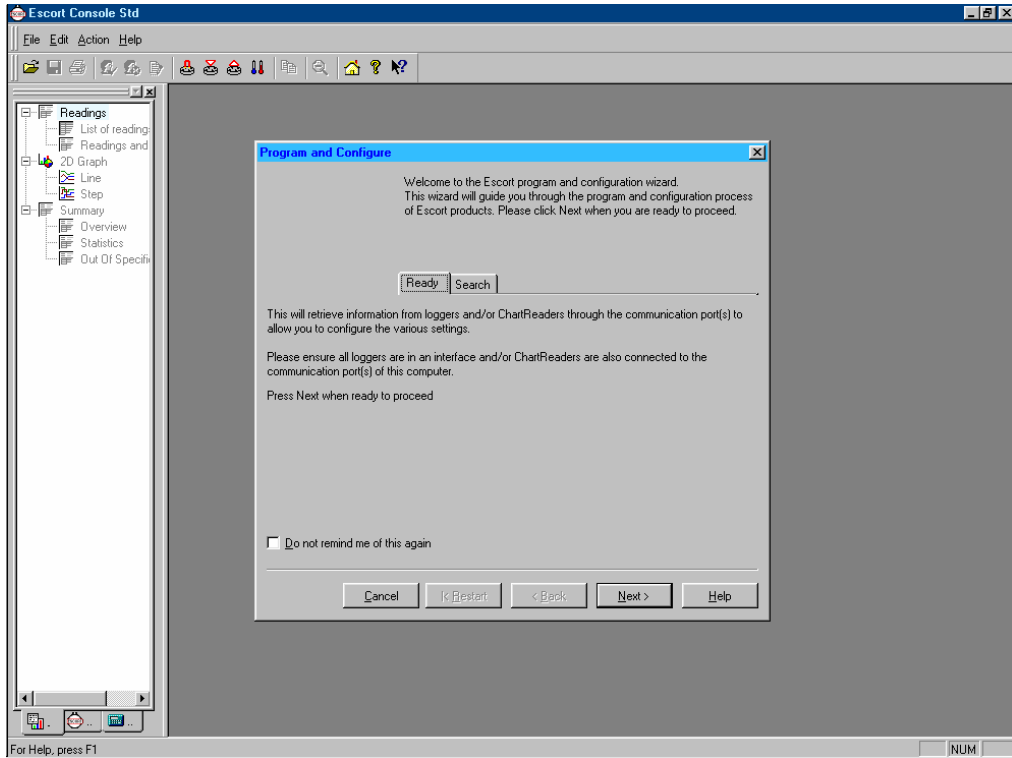 Escort Console Std
File Edit Action Help
Readings
List of reading
Readings and
2D Graph
Line
Step
Summary
Overview
Statistics
Out Of Specifi
Program and Configure
Welcome to the Escort program and configuration wizard.
This wizard will guide you through the program and configuration process
of Escort products. Please click Next when you are ready to proceed.
Ready Search
This will retrieve information from loggers and/or ChartReaders through the communication port(s) to
allow you to configure the various settings.
Please ensure all loggers are in an interface and/or ChartReaders are also connected to the
communication port(s) of this computer.
Press Next when ready to proceed
Do not remind me of this again
Cancel |< Restart < Back Next > Help
. .. ..
For Help, press F1 NUM